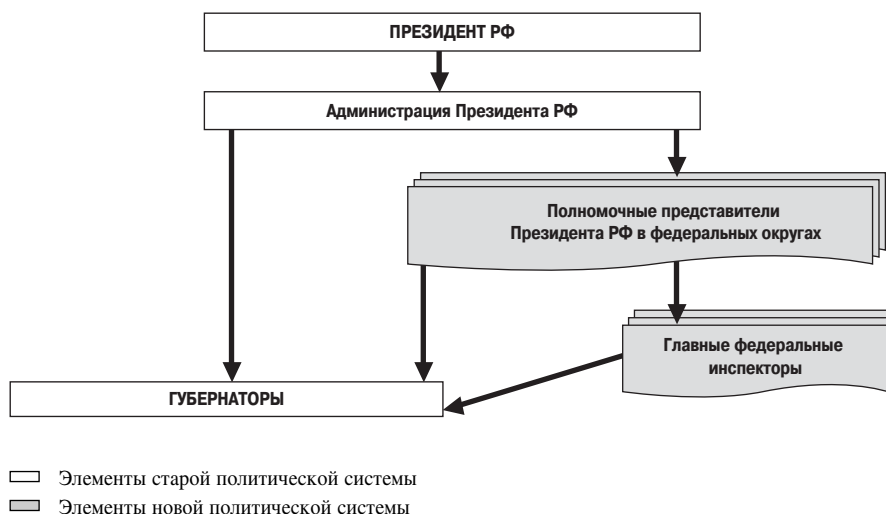 ПРЕЗИДЕНТ РФ
Администрация Президента РФ
Полномочные представители
Президента РФ в федеральных округах
Главные федеральные
инспекторы
ГУБЕРНАТОРЫ
Элементы старой политической системы
Элементы новой политической системы